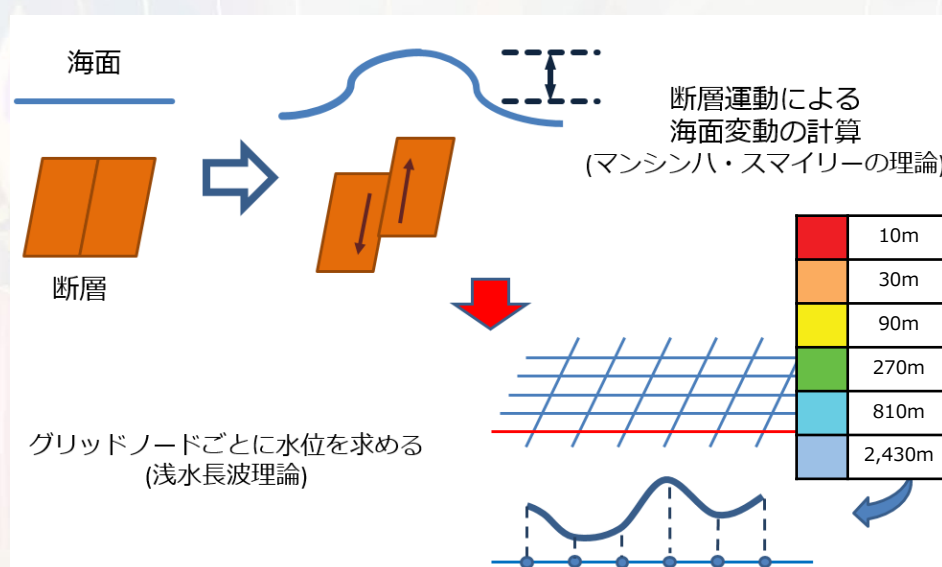 海面
断層
断層運動による
海面変動の計算
(マンシンハ・スマイリーの理論)
10m
30m
90m
270m
810m
2,430m
グリッドノードごとに水位を求める
(浅水長波理論)